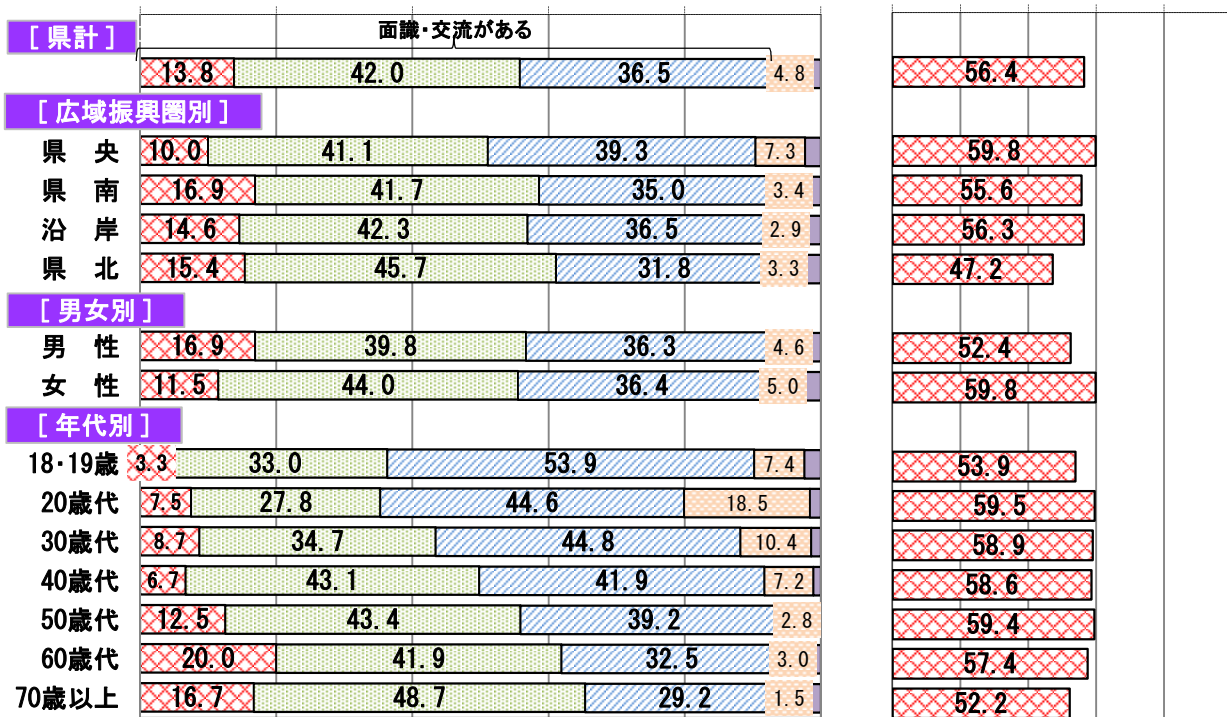 面識・交流がある
[ 県計 ]
13.8 42.0 36.5 4.8 56.4
[ 広域振興圏別 ]
県 央 10.0 41.1 39.3 7.3 59.8
県 南 16.9 41.7 35.0 3.4 55.6
沿 岸 14.6 42.3 36.5 2.9 56.3
県 北 15.4 45.7 31.8 3.3 47.2
[ 男女別 ]
男 性 16.9 39.8 36.3 4.6 52.4
女 性 11.5 44.0 36.4 5.0 59.8
[ 年代別 ]
18・19歳 3.3 33.0 53.9 7.4 53.9
20歳代 7.5 27.8 44.6 18.5 59.5
30歳代 8.7 34.7 44.8 10.4 58.9
40歳代 6.7 43.1 41.9 7.2 58.6
50歳代 12.5 43.4 39.2 2.8 59.4
60歳代 20.0 41.9 32.5 3.0 57.4
70歳以上 16.7 48.7 29.2 1.5 52.2